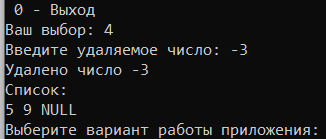 0 - Выход
Ваш выбор: 4
Введите удаляемое число: -3
Удалено число -3
Список:
5 9 NULL
Выберите вариант работы приложения: